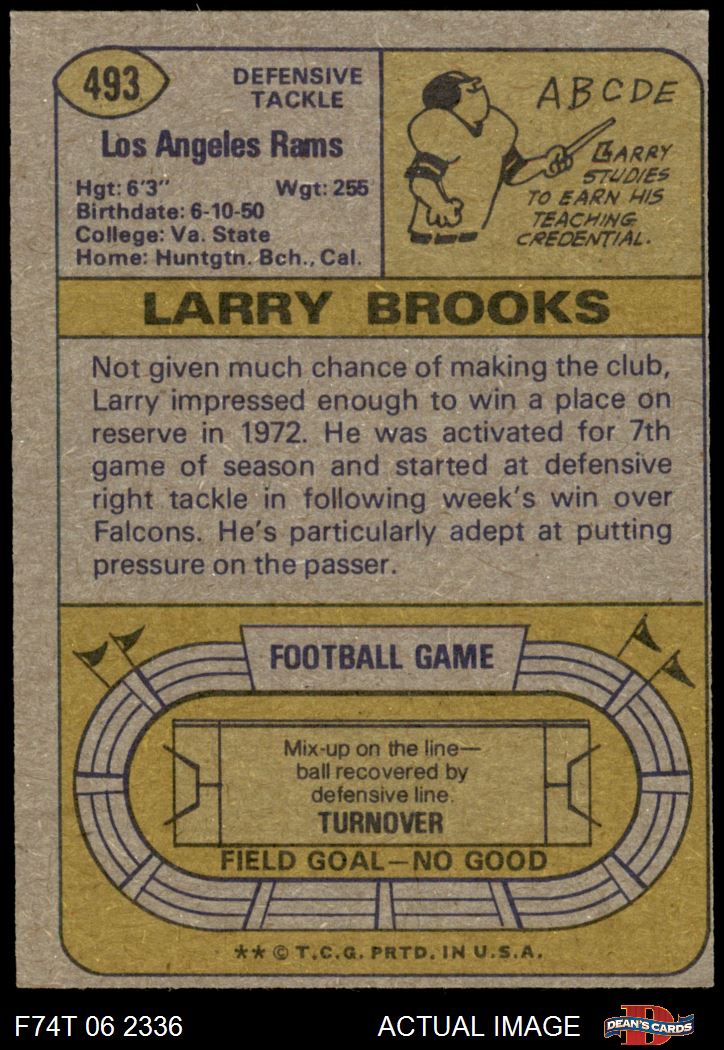 493
DEFENSIVE
TACKLE
Los Angeles Rams
Hgt: 6'3" Wgt: 255
Birthdate: 6-10-50
College: Va. State
Home: Huntgtn. Bch., Cal.
ABCDE
LARRY
STUDIES
TO EARN HIS
TEACHING
CREDENTIAL.
LARRY BROOKS
Not given much chance of making the club,
Larry impressed enough to win a place on
reserve in 1972. He was activated for 7th
game of season and started at defensive
right tackle in following week's win over
Falcons. He's particularly adept at putting
pressure on the passer.
FOOTBALL GAME
Mix-up on the line—
ball recovered by
defensive line.
TURNOVER
FIELD GOAL—NO GOOD
** © T.C.G. PRTD. IN U.S.A.
F74T 06 2336 ACTUAL IMAGE
D
DEAN'S CARDS